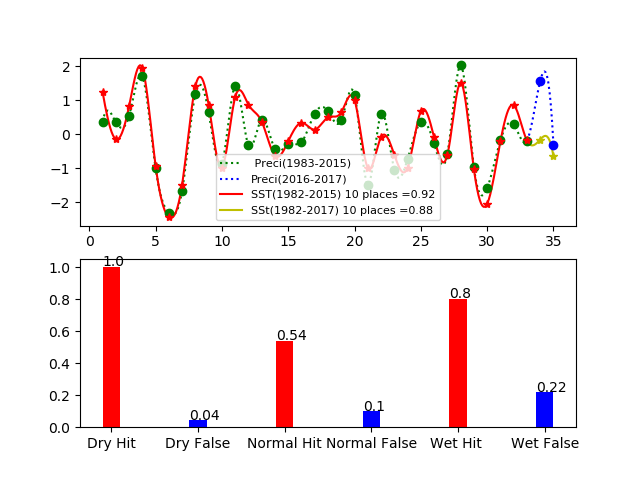 2
1
0
−1
−2
Preci(1983-2015)
Preci(2016-2017)
SST(1982-2015) 10 places =0.92
SSt(1982-2017) 10 places =0.88
0 5 10 15 20 25 30 35
1.0
0.8
0.6
0.4
0.2
0.0
1.0
0.04
0.54
0.1
0.8
0.22
Dry Hit Dry False Normal Hit Normal False Wet Hit Wet False